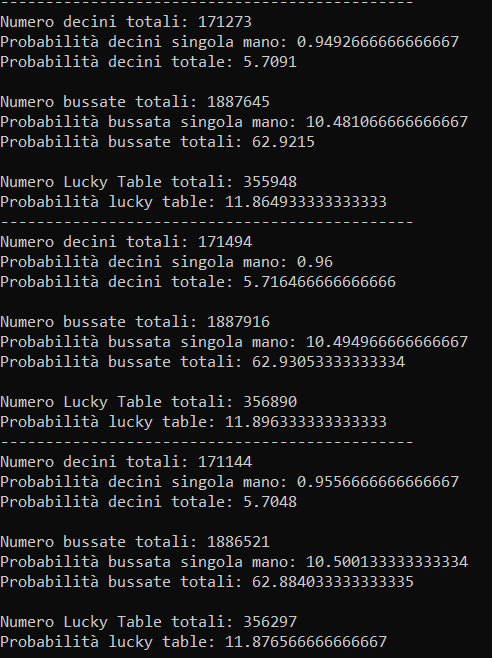 ----------------------------------------------
Numero decini totali: 171273
Probabilità decini singola mano: 0.9492666666666667
Probabilità decini totale: 5.7091
Numero bussate totali: 1887645
Probabilità bussata singola mano: 10.481066666666667
Probabilità bussate totali: 62.9215
Numero Lucky Table totali: 355948
Probabilità lucky table: 11.864933333333333
----------------------------------------------
Numero decini totali: 171494
Probabilità decini singola mano: 0.96
Probabilità decini totale: 5.716466666666666
Numero bussate totali: 1887916
Probabilità bussata singola mano: 10.494966666666667
Probabilità bussate totali: 62.93053333333334
Numero Lucky Table totali: 356890
Probabilità lucky table: 11.896333333333333
----------------------------------------------
Numero decini totali: 171144
Probabilità decini singola mano: 0.9556666666666667
Probabilità decini totale: 5.7048
Numero bussate totali: 1886521
Probabilità bussata singola mano: 10.500133333333334
Probabilità bussate totali: 62.884033333333335
Numero Lucky Table totali: 356297
Probabilità lucky table: 11.876566666666667